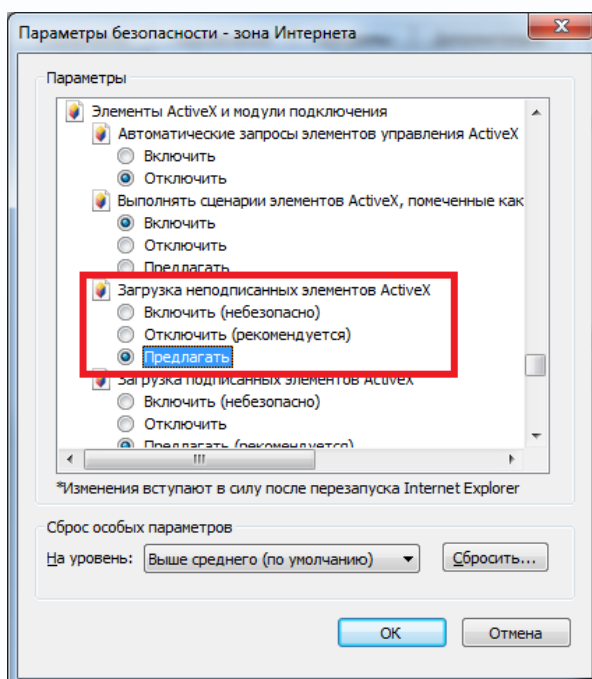 Параметры безопасности - зона Интернета
Параметры
Элементы ActiveX и модули подключения
Автоматические запросы элементов управления ActiveX
Включить
Отключить
Выполнять сценарии элементов ActiveX, помеченные как
Включить
Отключить
Предлагать
Загрузка неподписанных элементов ActiveX
Включить (небезопасно)
Отключить (рекомендуется)
Предлагать
Загрузка подписанных элементов ActiveX
Включить (небезопасно)
Отключить
Предлагать (рекомендуется)
*Изменения вступают в силу после перезапуска Internet Explorer
Сброс особых параметров
На уровень: Выше среднего (по умолчанию) Сбросить...
ОК Отмена